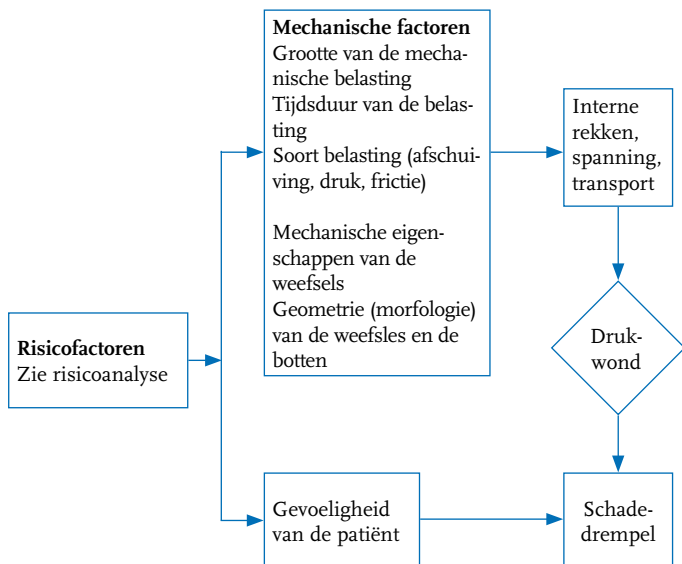 Mechanische factoren
Grootte van de mecha-
nische belasting
Tijdsduur van de belas-
ting
Soort belasting (afschui-
ving, druk, frictie)
Mechanische eigen-
schappen van de
weefsels
Geometrie (morfologie)
van de weefsles en de
botten
Interne
rekken,
spanning,
transport
Risicofactoren
Zie risicoanalyse
Druk-
wond
Gevoeligheid
van de patiënt
Schade-
drempel